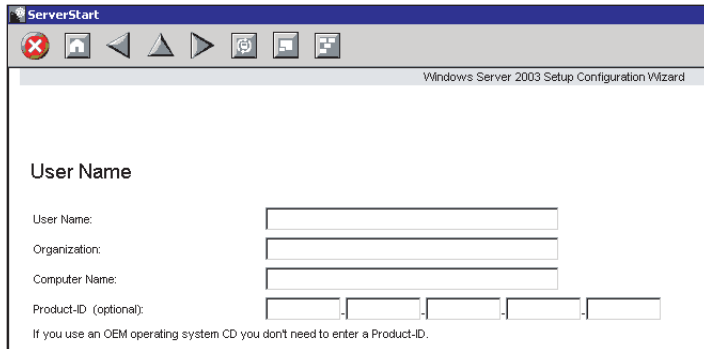 ServerStart
Windows Server 2003 Setup Configuration Wizard
User Name
User Name:
Organization:
Computer Name:
Product-ID (optional):
- - - -
If you use an OEM operating system CD you don't need to enter a Product-ID.